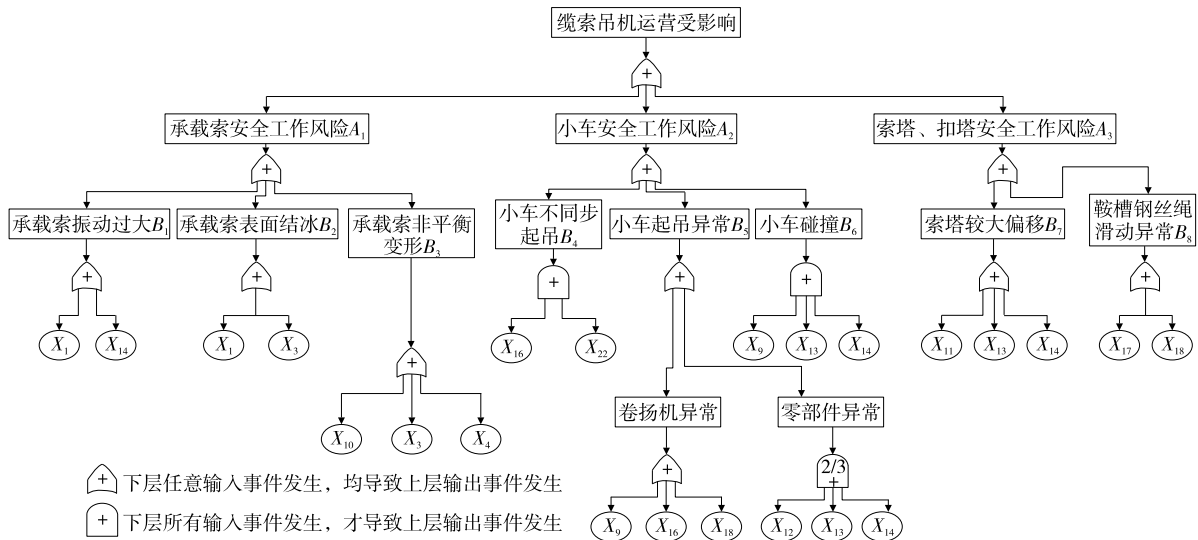 缆索吊机运营受影响
+
承载索安全工作风险A₁
小车安全工作风险A₂
索塔、扣塔安全工作风险A₃
+
+
+
承载索振动过大B₁
承载索表面结冰B₂
承载索非平衡
变形B₃
小车不同步
起吊B₄
小车起吊异常B₅
小车碰撞B₆
索塔较大偏移B₇
鞍槽钢丝绳
滑动异常B₈
+
+
+
+
+
+
+
X₁
X₁₄
X₁
X₃
X₁₆
X₂₂
X₉
X₁₃
X₁₄
X₁₁
X₁₃
X₁₄
X₁₇
X₁₈
+
X₁₀
X₃
X₄
卷扬机异常
零部件异常
+
2/3
+
X₉
X₁₆
X₁₈
X₁₂
X₁₃
X₁₄
+ 下层任意输入事件发生，均导致上层输出事件发生
+ 下层所有输入事件发生，才导致上层输出事件发生